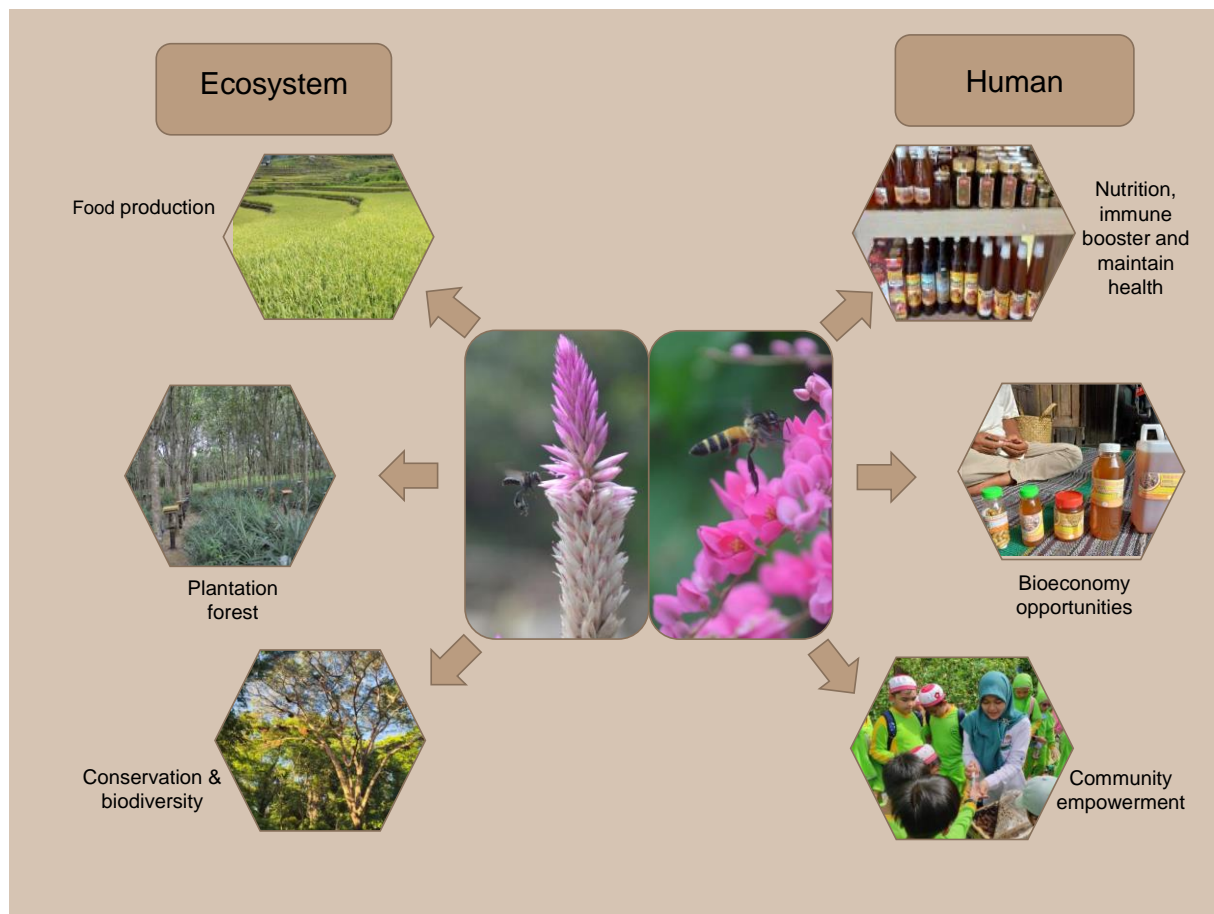 Ecosystem
Human
Food production
Nutrition,
immune
booster and
maintain
health
Plantation
forest
Bioeconomy
opportunities
Conservation &
biodiversity
Community
empowerment